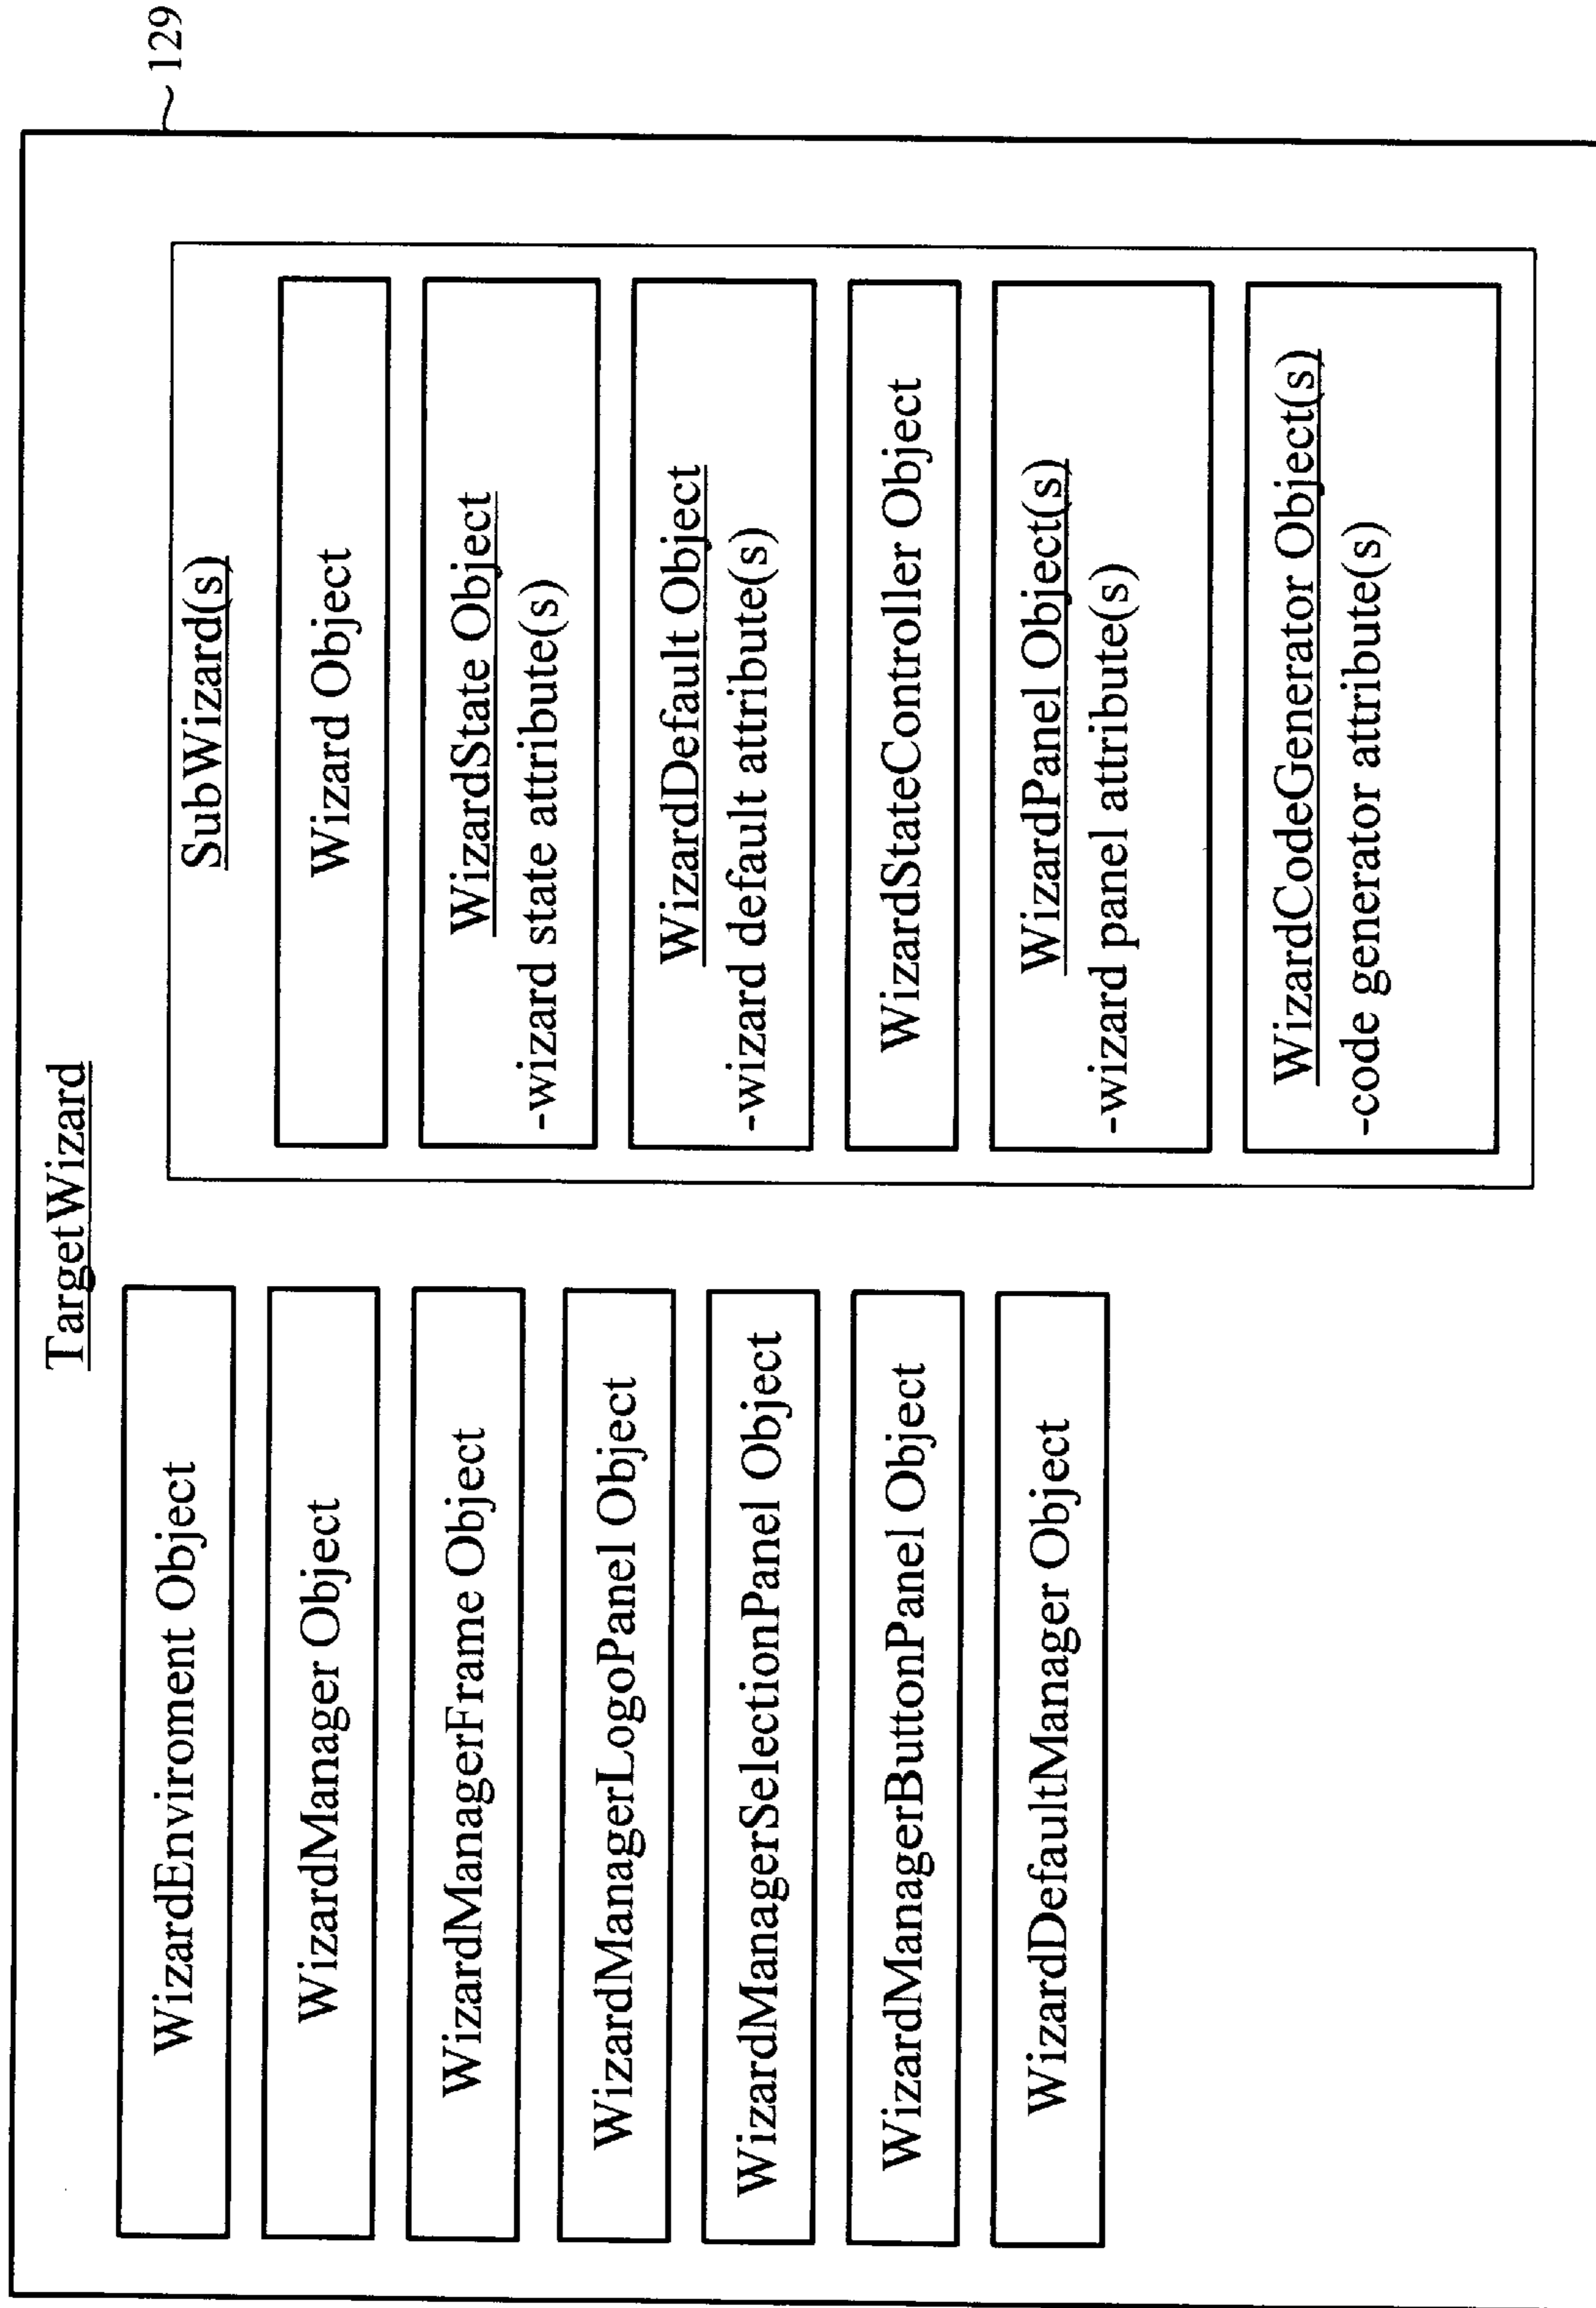 129
TargetWizard
WizardEnviroment Object
WizardManager Object
WizardManagerFrame Object
WizardManagerLogoPanel Object
WizardManagerSelectionPanel Object
WizardManagerButtonPanel Object
WizardDefaultManager Object
SubWizard(s)
Wizard Object
WizardState Object
-wizard state attribute(s)
WizardDefault Object
-wizard default attribute(s)
WizardStateController Object
WizardPanel Object(s)
-wizard panel attribute(s)
WizardCodeGenerator Object(s)
-code generator attribute(s)